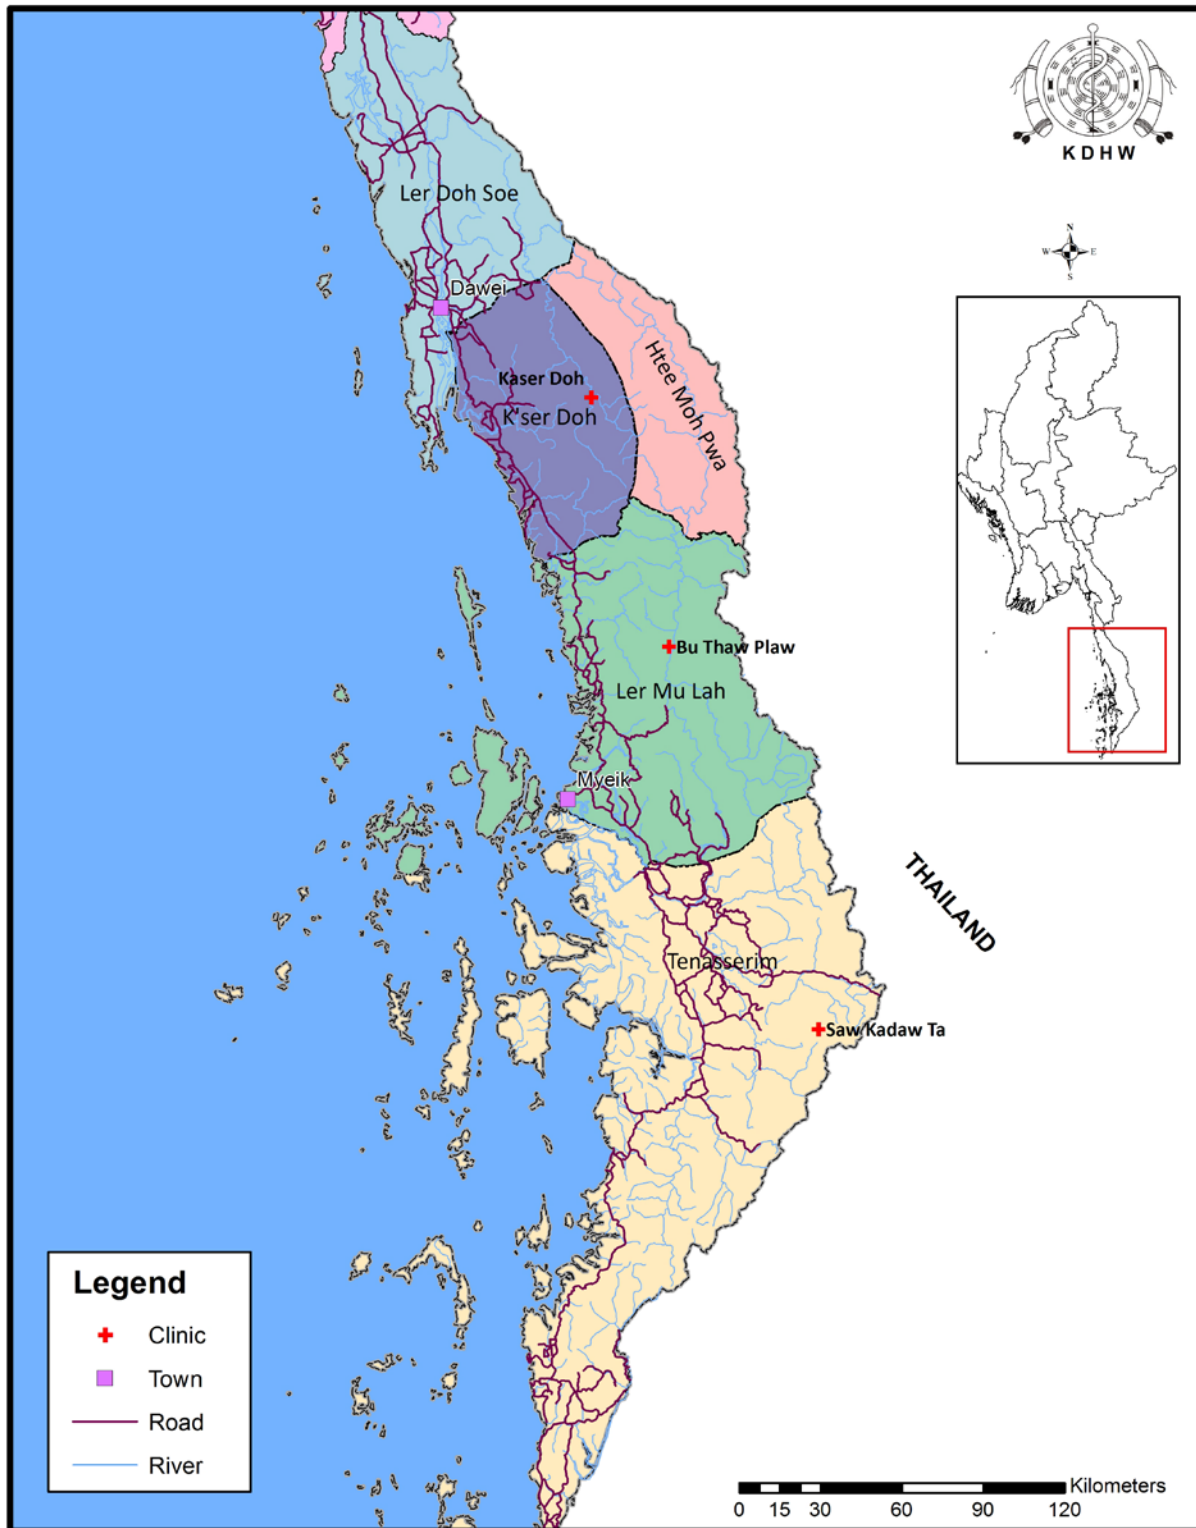 KDHW
N
W E
S
Ler Doh Soe
Dawei
Kaser Doh
K'ser Doh
Htee Moh Pwa
Bu Thaw Plaw
Ler Mu Lah
Myeik
THAILAND
Tenasserim
Saw Kadaw Ta
Legend
Clinic
Town
Road
River
Kilometers
0 15 30 60 90 120